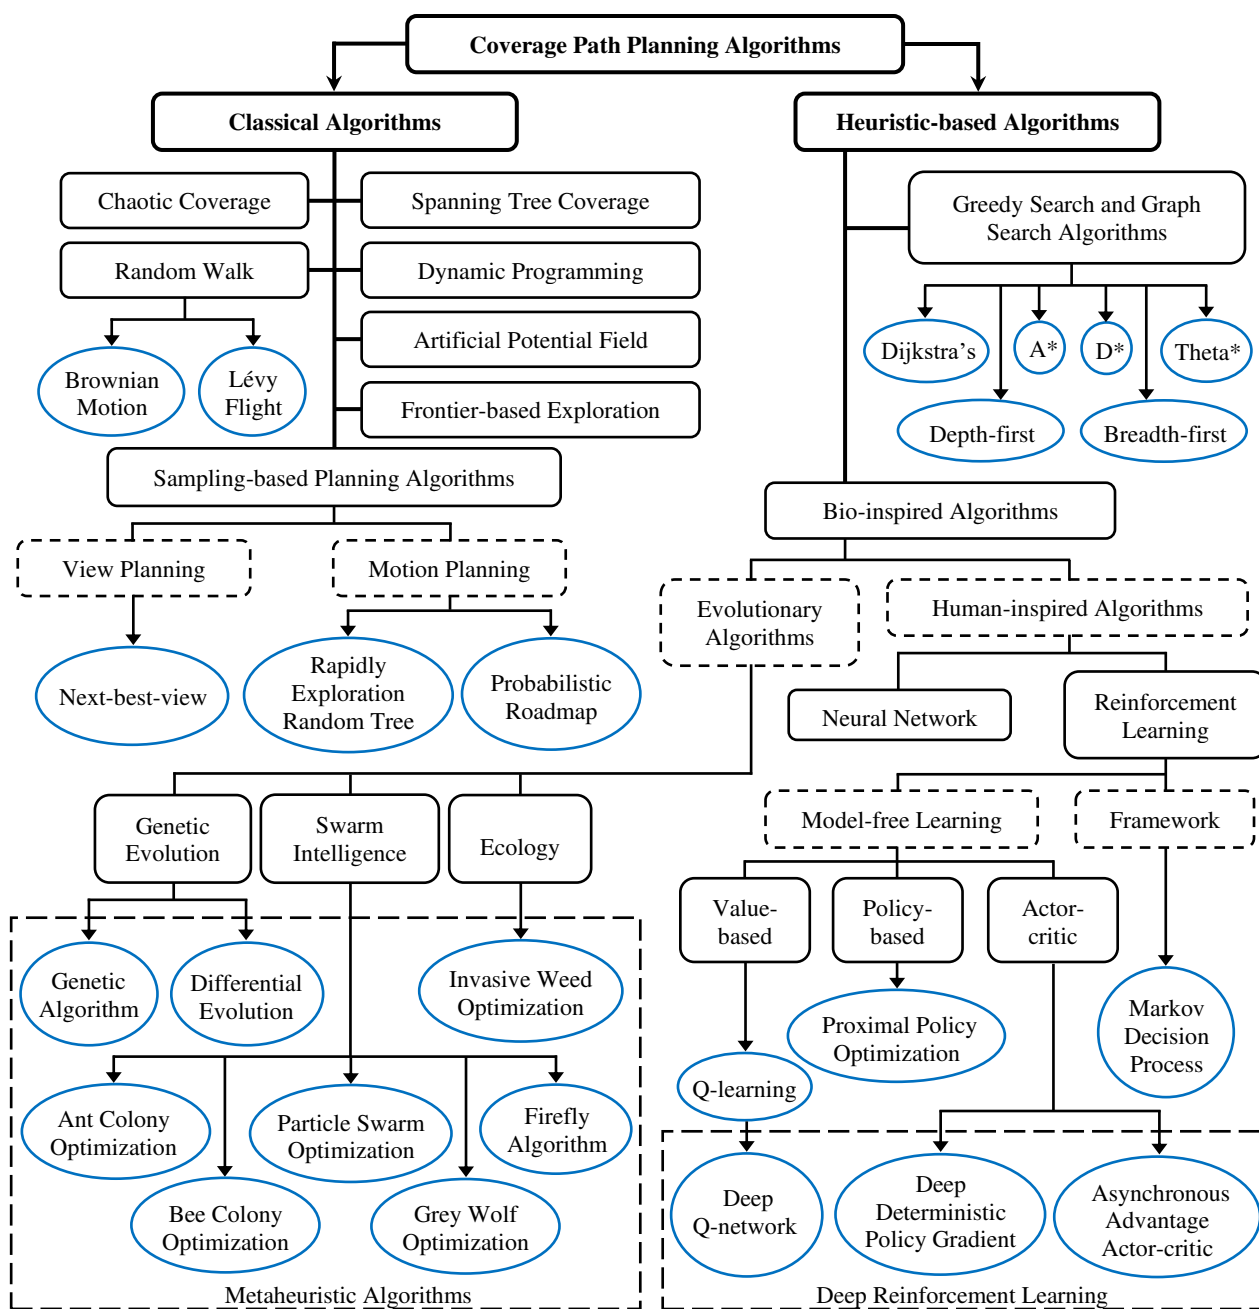 Coverage Path Planning Algorithms
Classical Algorithms
Heuristic-based Algorithms
Chaotic Coverage
Spanning Tree Coverage
Greedy Search and Graph
Search Algorithms
Random Walk
Dynamic Programming
Artificial Potential Field
Dijkstra's
A*
D*
Theta*
Brownian
Motion
Lévy
Flight
Frontier-based Exploration
Depth-first
Breadth-first
Sampling-based Planning Algorithms
Bio-inspired Algorithms
View Planning
Motion Planning
Evolutionary
Algorithms
Human-inspired Algorithms
Next-best-view
Rapidly
Exploration
Random Tree
Probabilistic
Roadmap
Neural Network
Reinforcement
Learning
Genetic
Evolution
Swarm
Intelligence
Ecology
Model-free Learning
Framework
Value-
based
Policy-
based
Actor-
critic
Genetic
Algorithm
Differential
Evolution
Invasive Weed
Optimization
Proximal Policy
Optimization
Markov
Decision
Process
Q-learning
Ant Colony
Optimization
Particle Swarm
Optimization
Firefly
Algorithm
Bee Colony
Optimization
Grey Wolf
Optimization
Deep
Q-network
Deep
Deterministic
Policy Gradient
Asynchronous
Advantage
Actor-critic
Metaheuristic Algorithms
Deep Reinforcement Learning